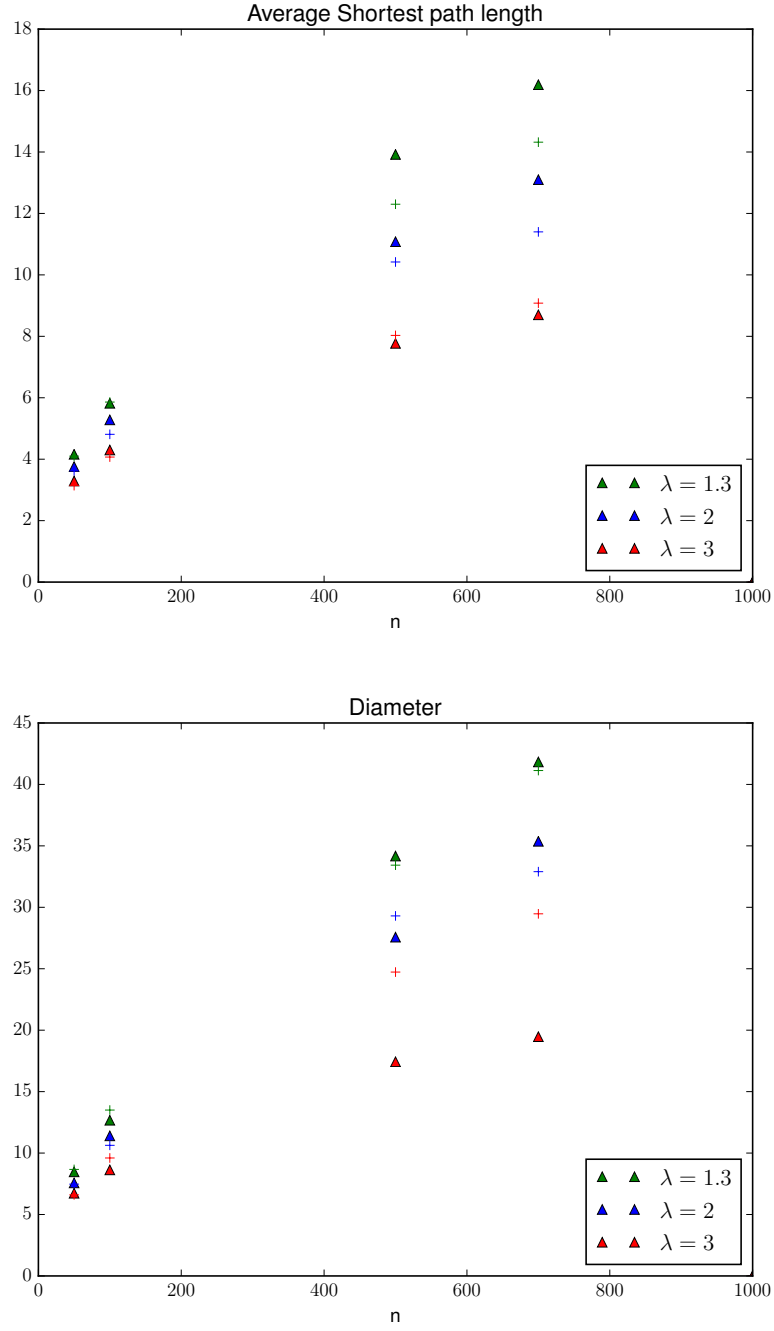 Average Shortest path length
18
16
14
12
10
8
6
4
2
0
λ = 1.3
λ = 2
λ = 3
0 200 400 600 800 1000
n
Diameter
45
40
35
30
25
20
15
10
5
0
λ = 1.3
λ = 2
λ = 3
0 200 400 600 800 1000
n